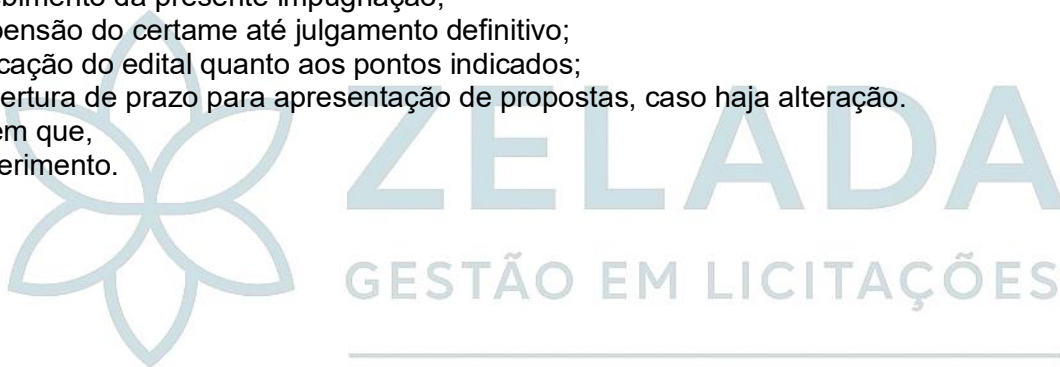 bimento da presente impugnação;
pensão do certame até julgamento definitivo;
cação do edital quanto aos pontos indicados;
ertura de prazo para apresentação de propostas, caso haja alteração.
em que,
erimento.
ZELADA
GESTÃO EM LICITAÇÕES